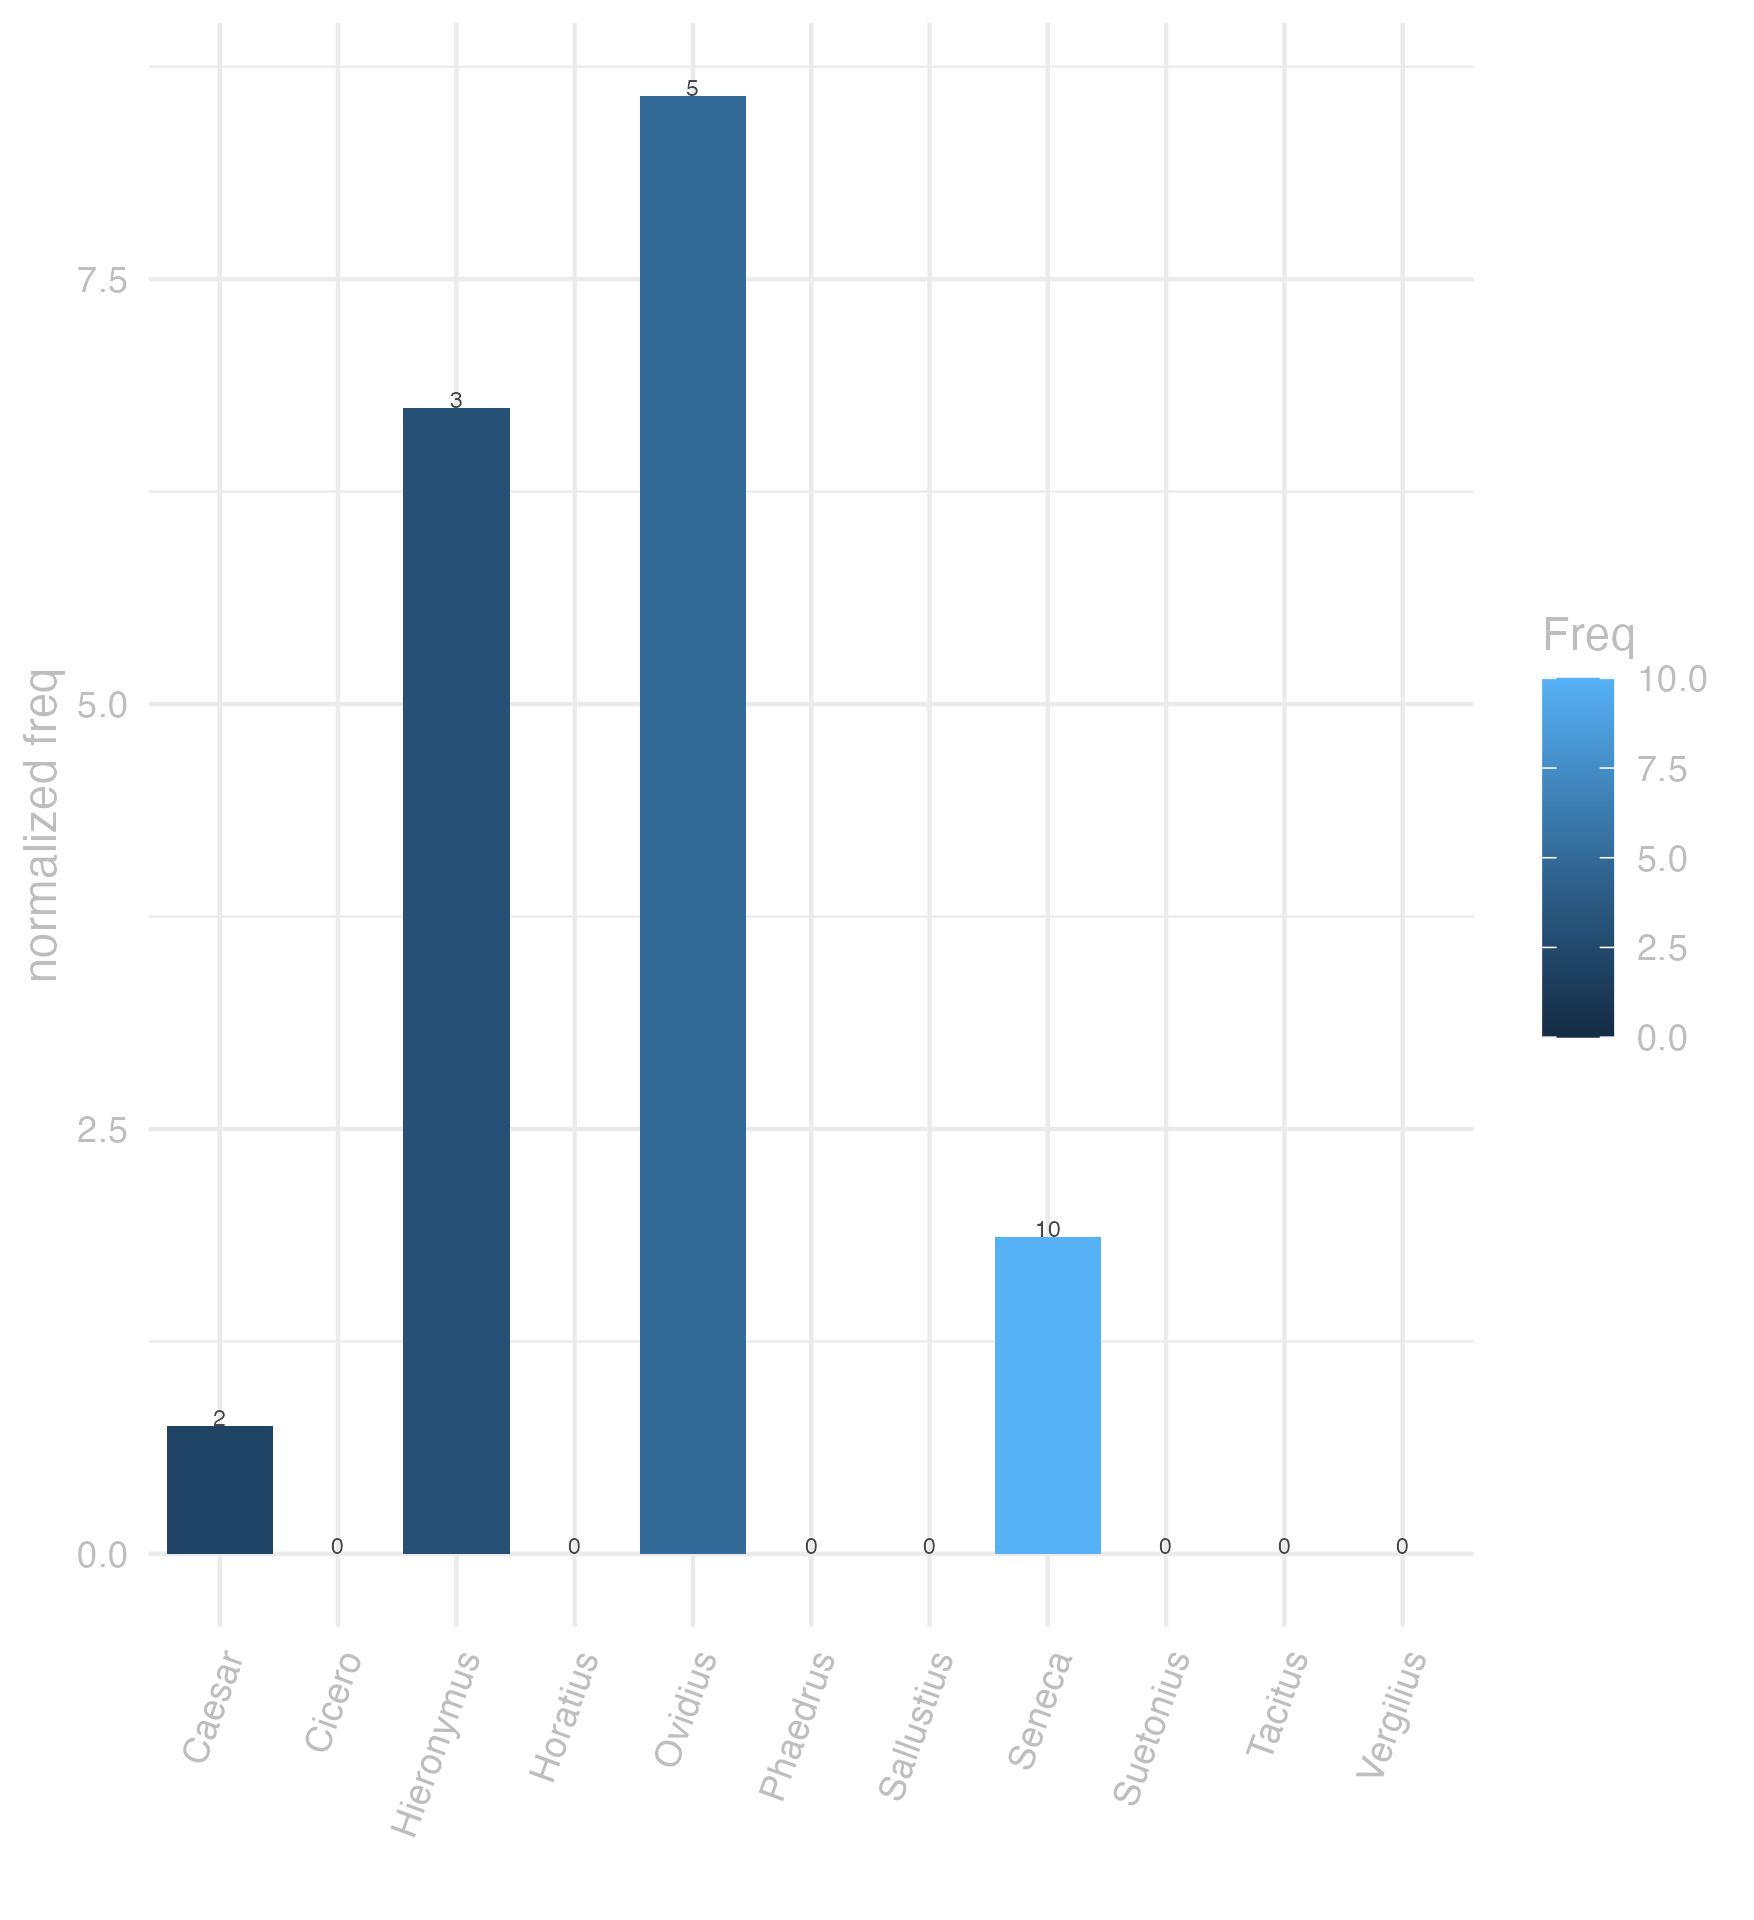 normalized freq
7.5
5.0
2.5
0.0
2
0
3
0
5
0
0
10
0
0
0
Caesar
Cicero
Hieronymus
Horatius
Ovidius
Phaedrus
Sallustius
Seneca
Suetonius
Tacitus
Vergilius
Freq
10.0
7.5
5.0
2.5
0.0